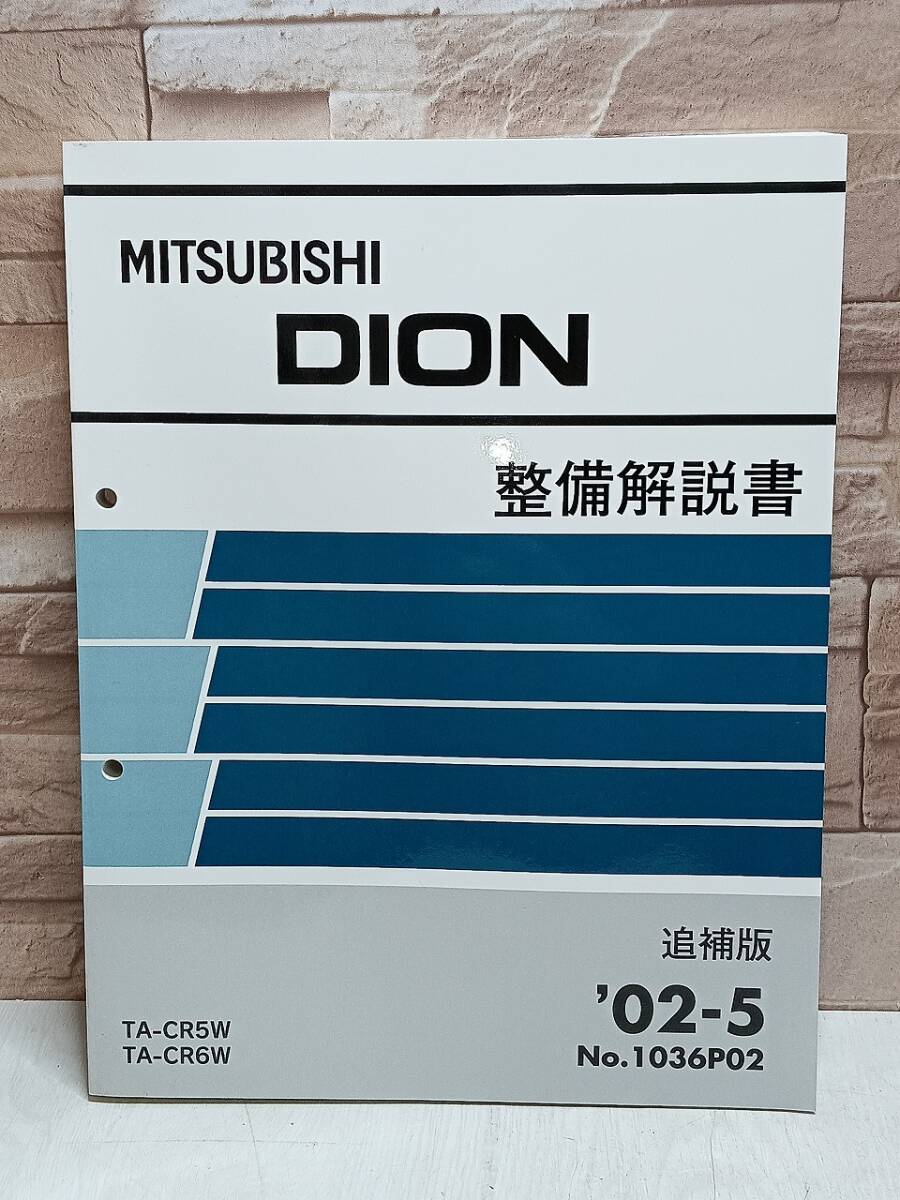 MITSUBISHI
DION
整備解説書
追補版
'02-5
No.1036P02
TA-CR5W
TA-CR6W